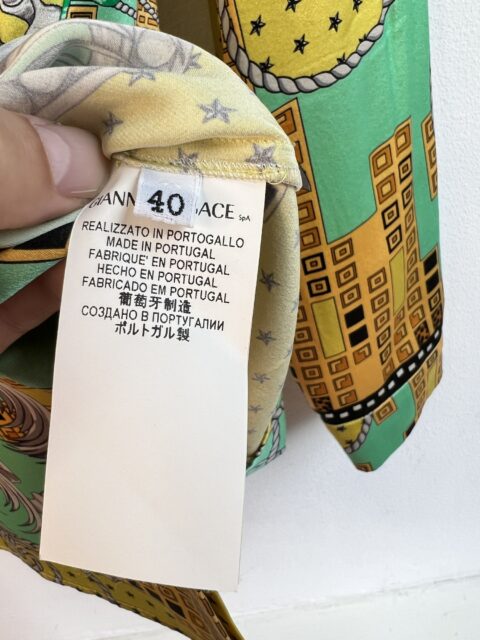 GIANN ACE SpA
40
REALIZZATO IN PORTOGALLO
MADE IN PORTUGAL
FABRIQUE' EN PORTUGAL
HECHO EN PORTUGAL
FABRICADO EM PORTUGAL
葡萄牙制造
СОЗДАНО В ПОРТУГАЛИИ
ポルトガル製